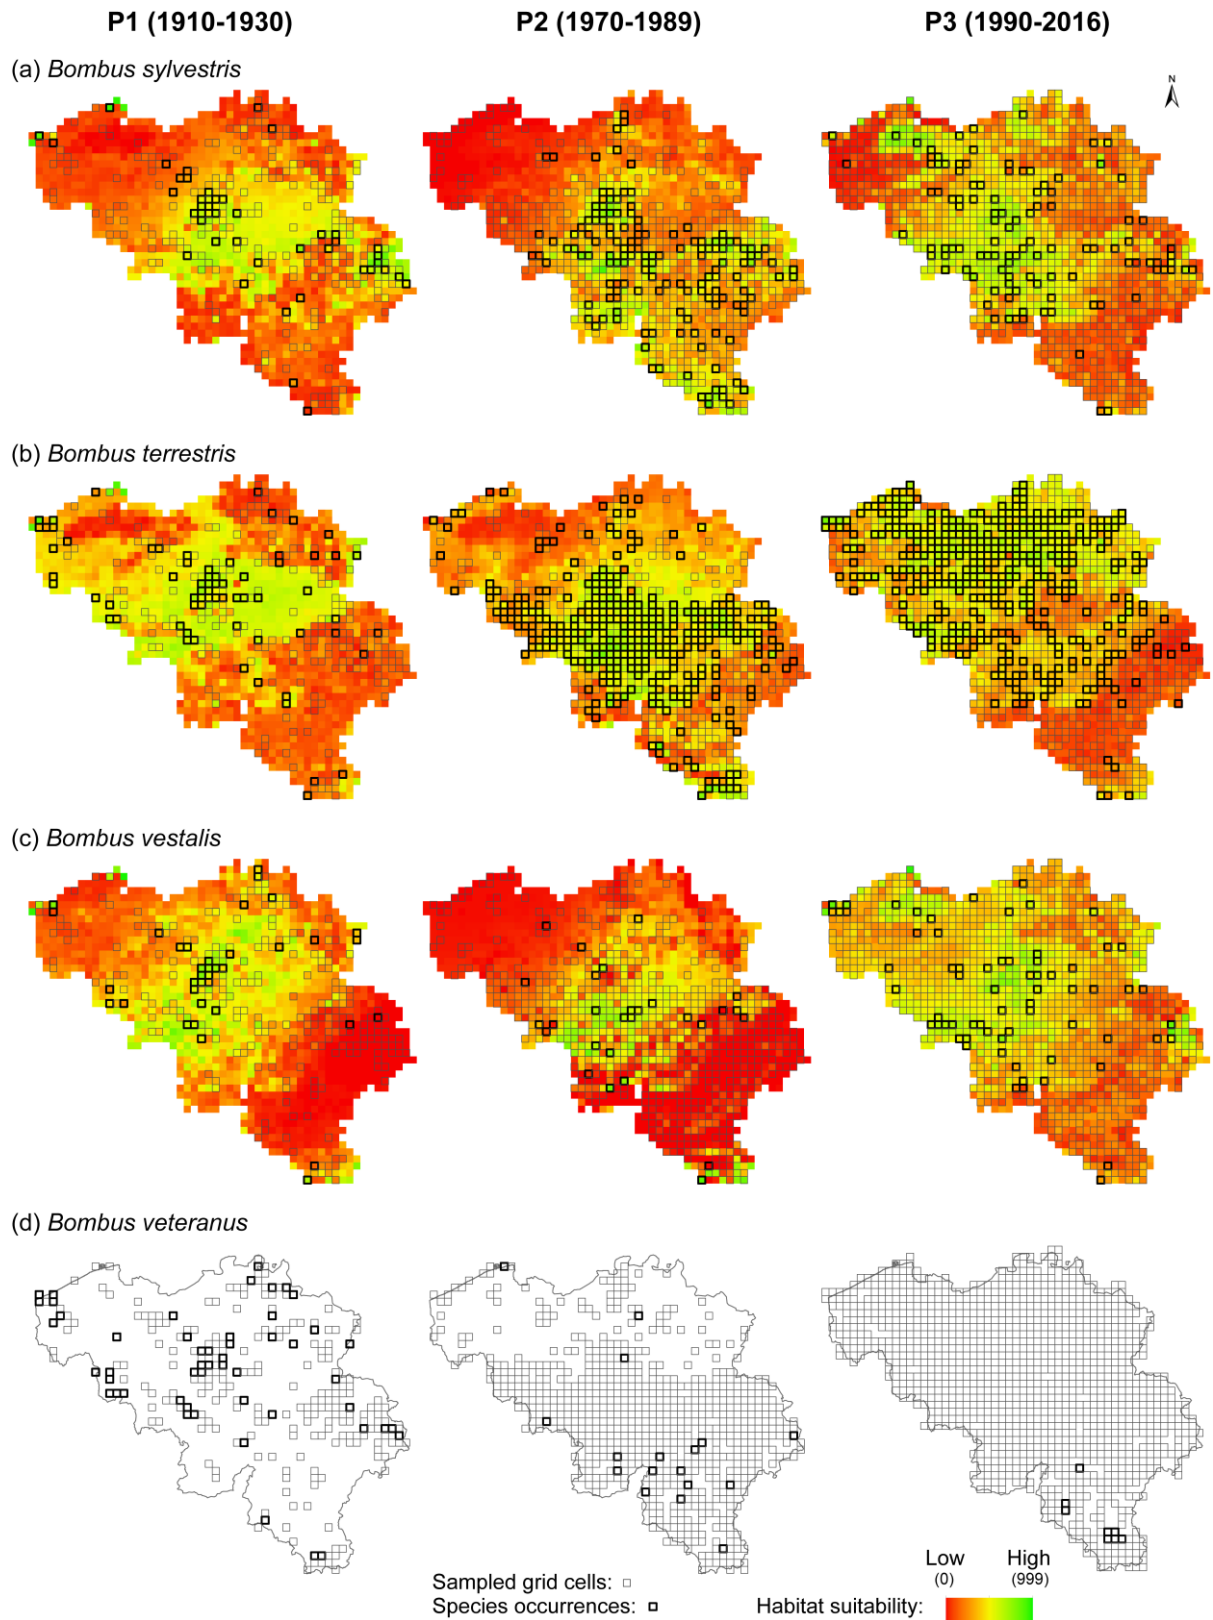 P1 (1910-1930) P2 (1970-1989) P3 (1990-2016)
(a) Bombus sylvestris
N
(b) Bombus terrestris
(c) Bombus vestalis
(d) Bombus veteranus
Low High
(0) (999)
Sampled grid cells:
Species occurrences:
Habitat suitability: